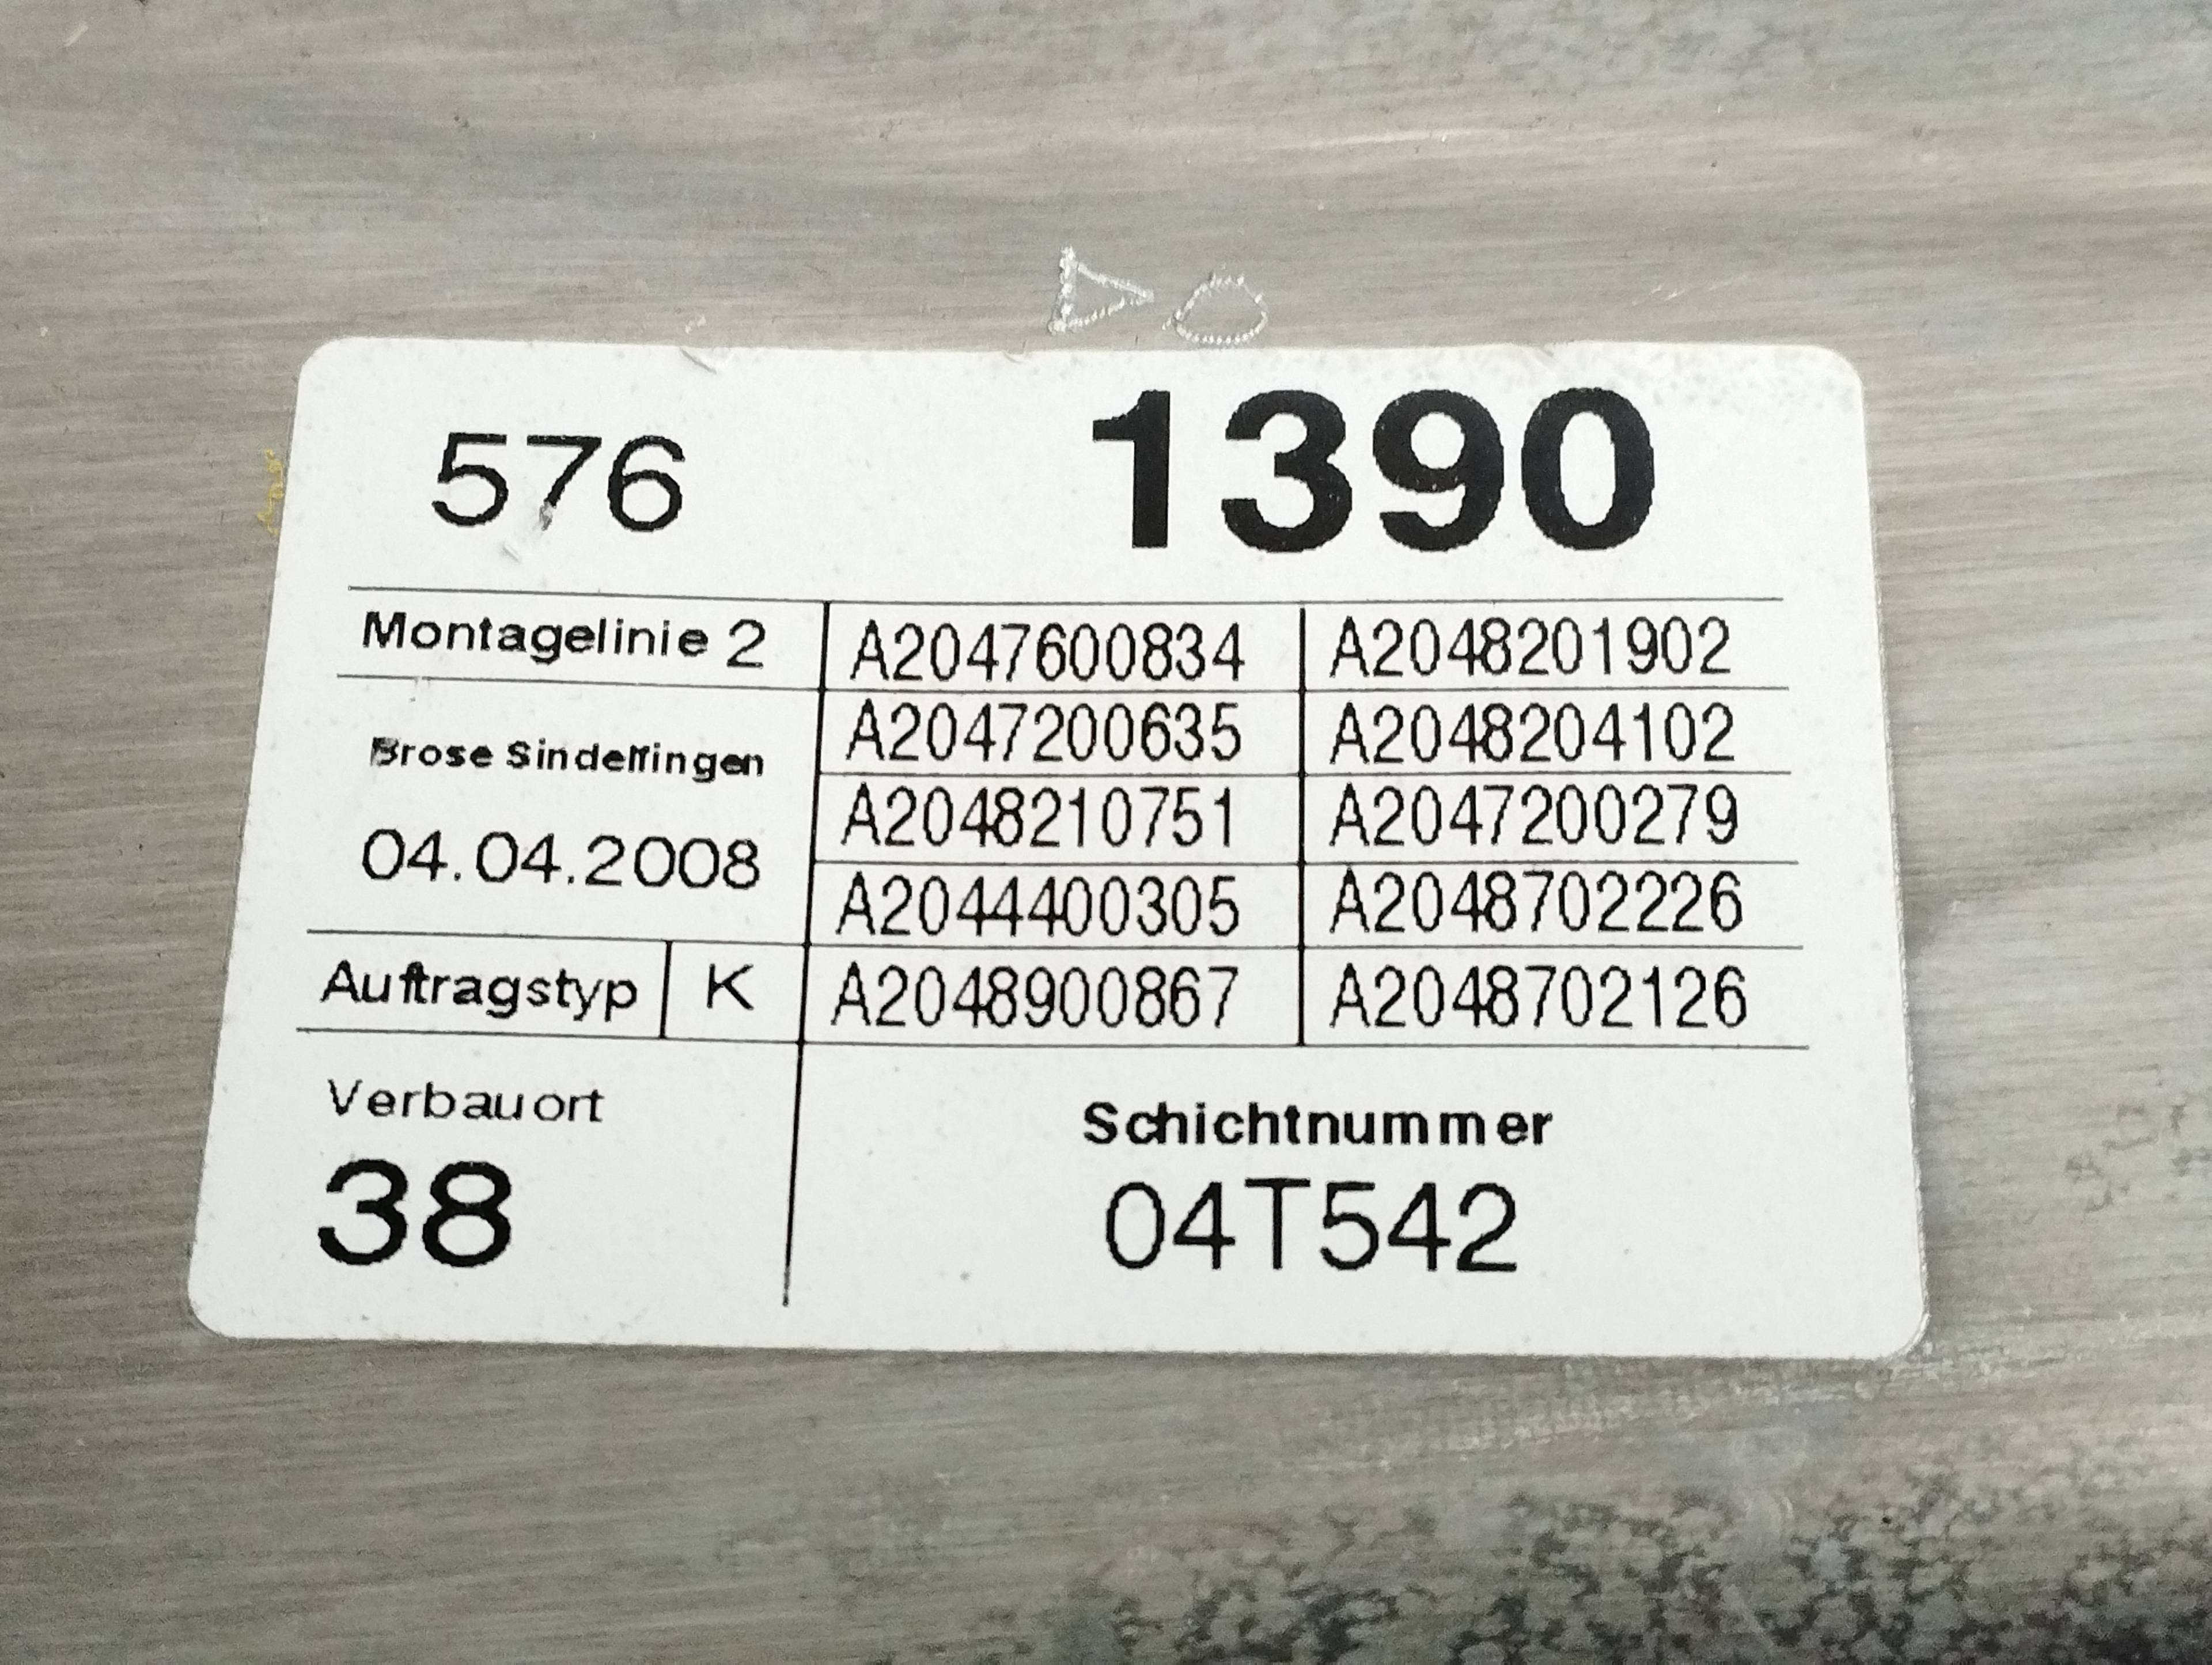 576 1390
Montagelinie 2 A2047600834 A2048201902
A2047200635 A2048204102
Brose Sindelfingen
A2048210751 A2047200279
04.04.2008
A2044400305 A2048702226
Auftragstyp K A2048900867 A2048702126
Verbauort
Schichtnummer
38
04T542